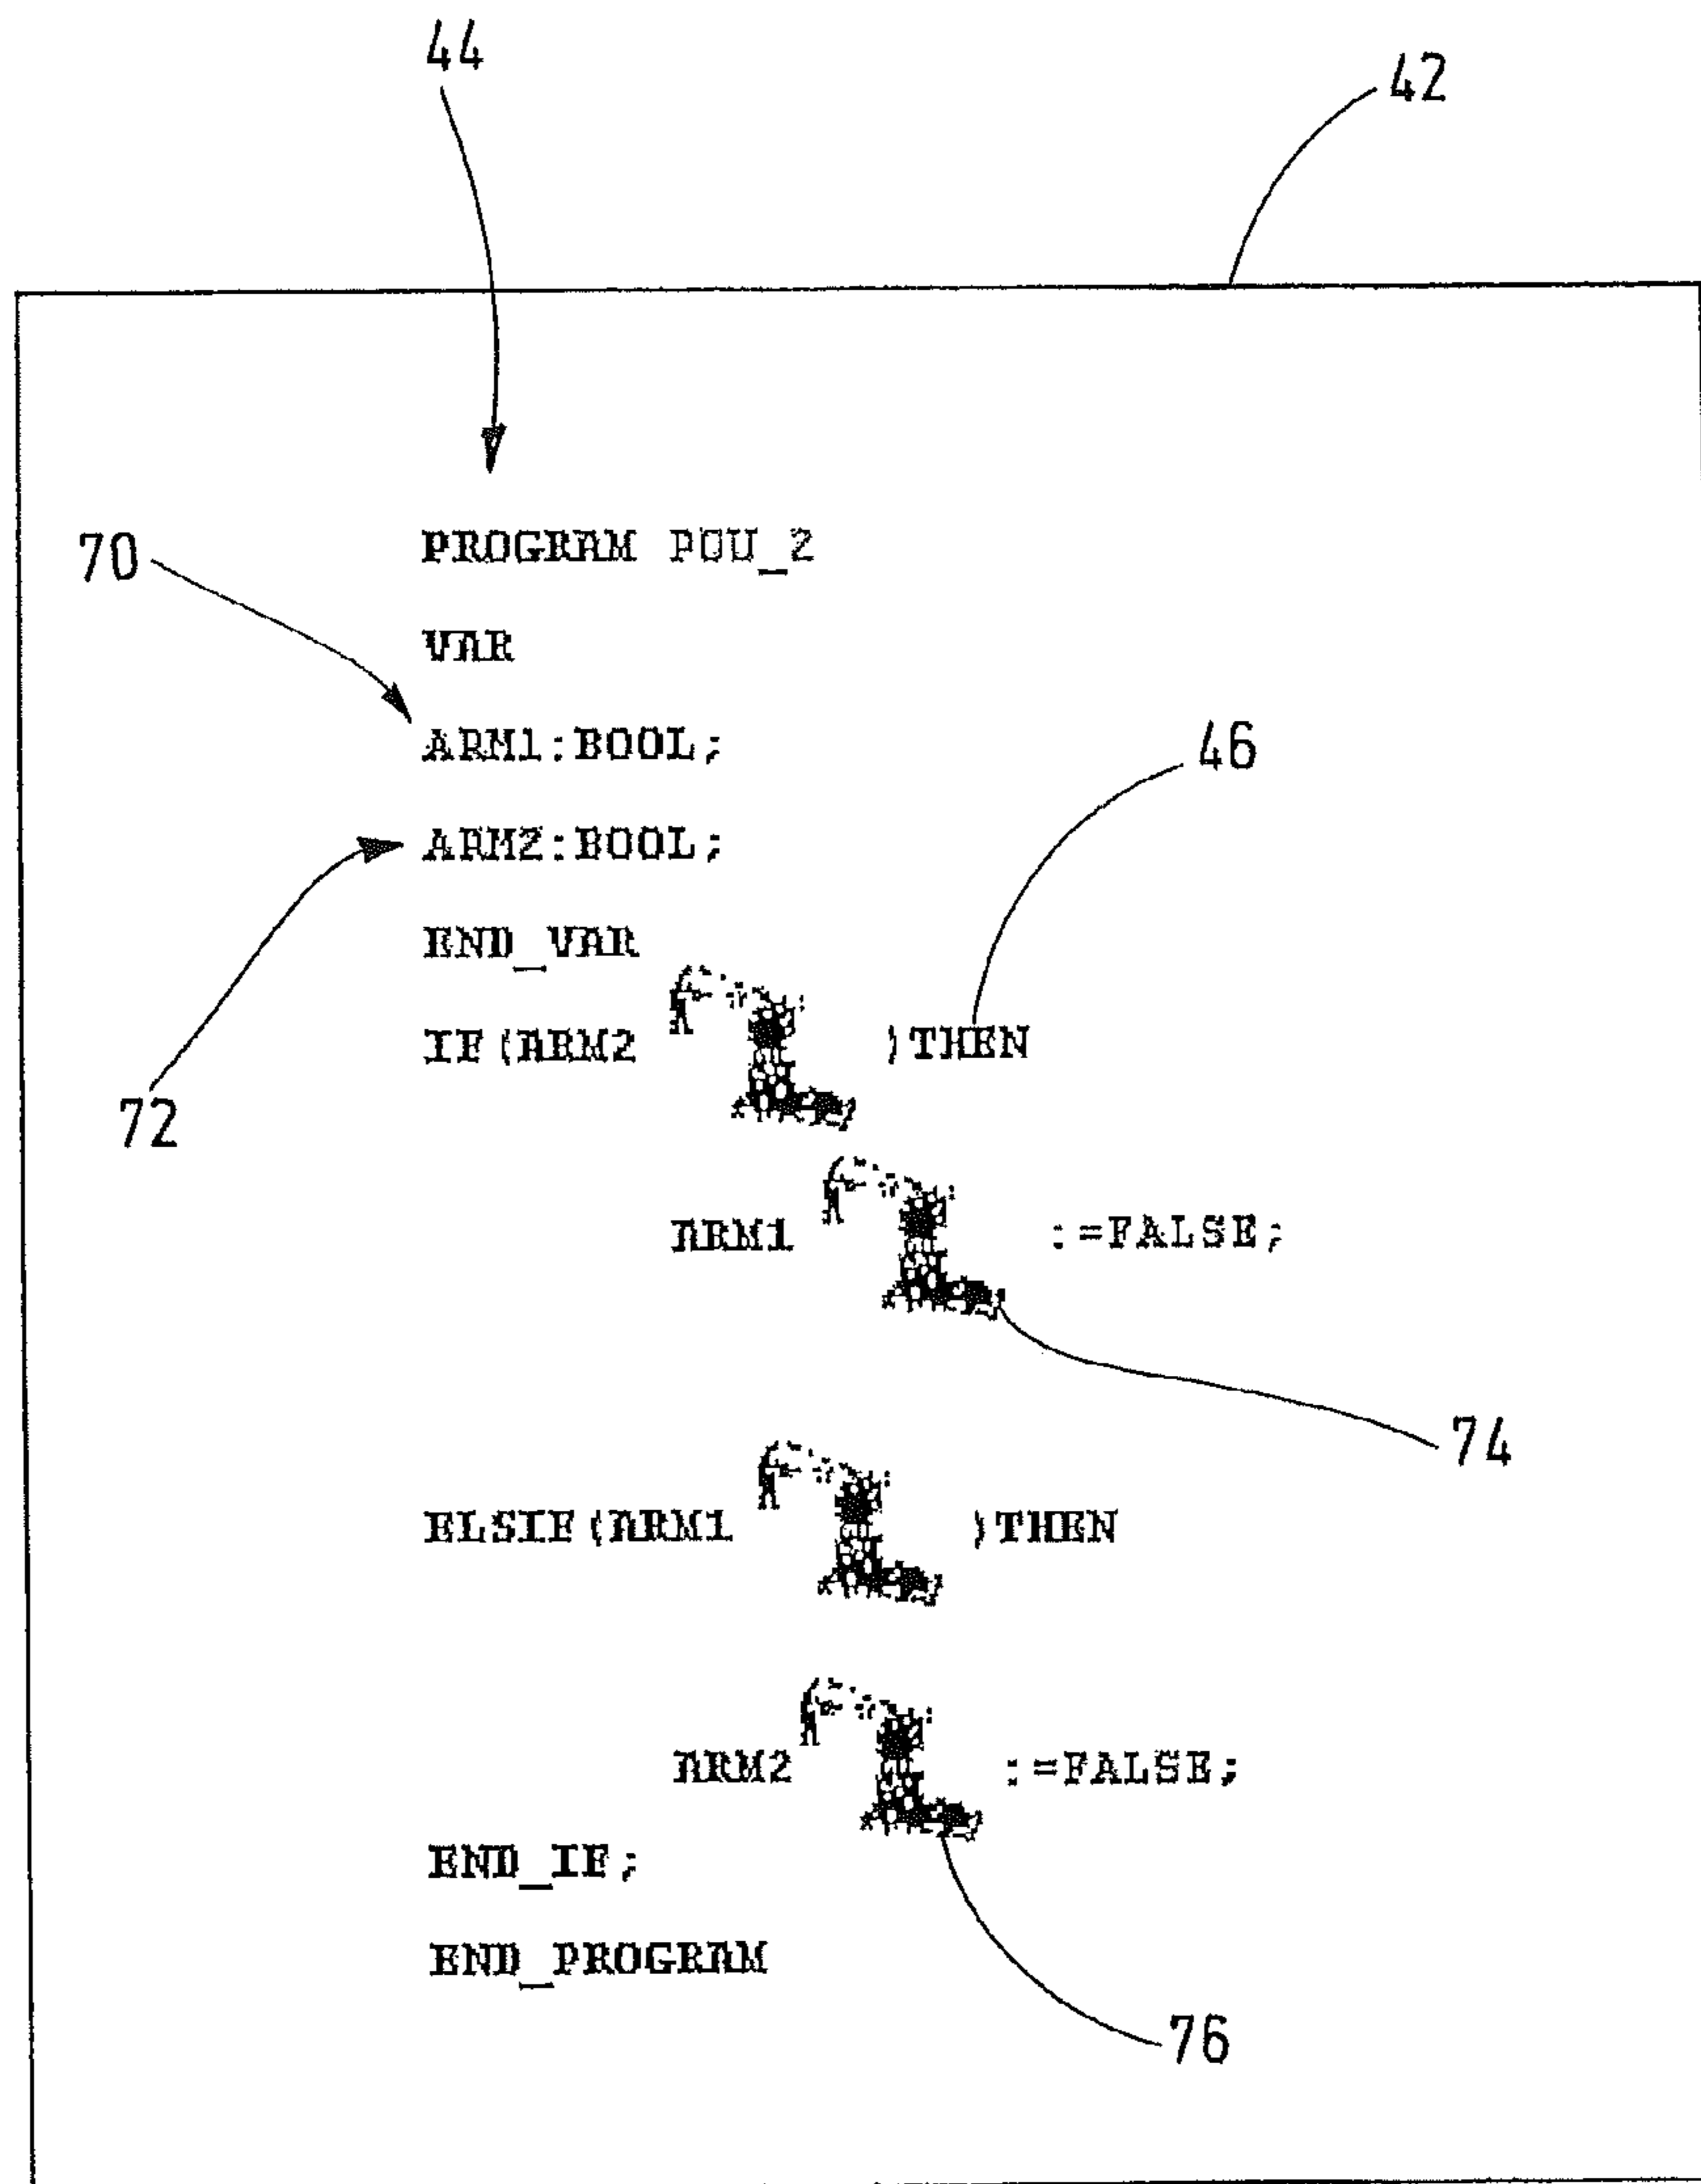 44
42
PROGRAM POU_2
70
VAR
ARM1:BOOL;
46
ARM2:BOOL;
END_VAR
IF(ARM2 )THEN
72
ARM1 :=FALSE;
74
ELSIF(ARM1 )THEN
ARM2 :=FALSE;
END_IF;
END_PROGRAM
76